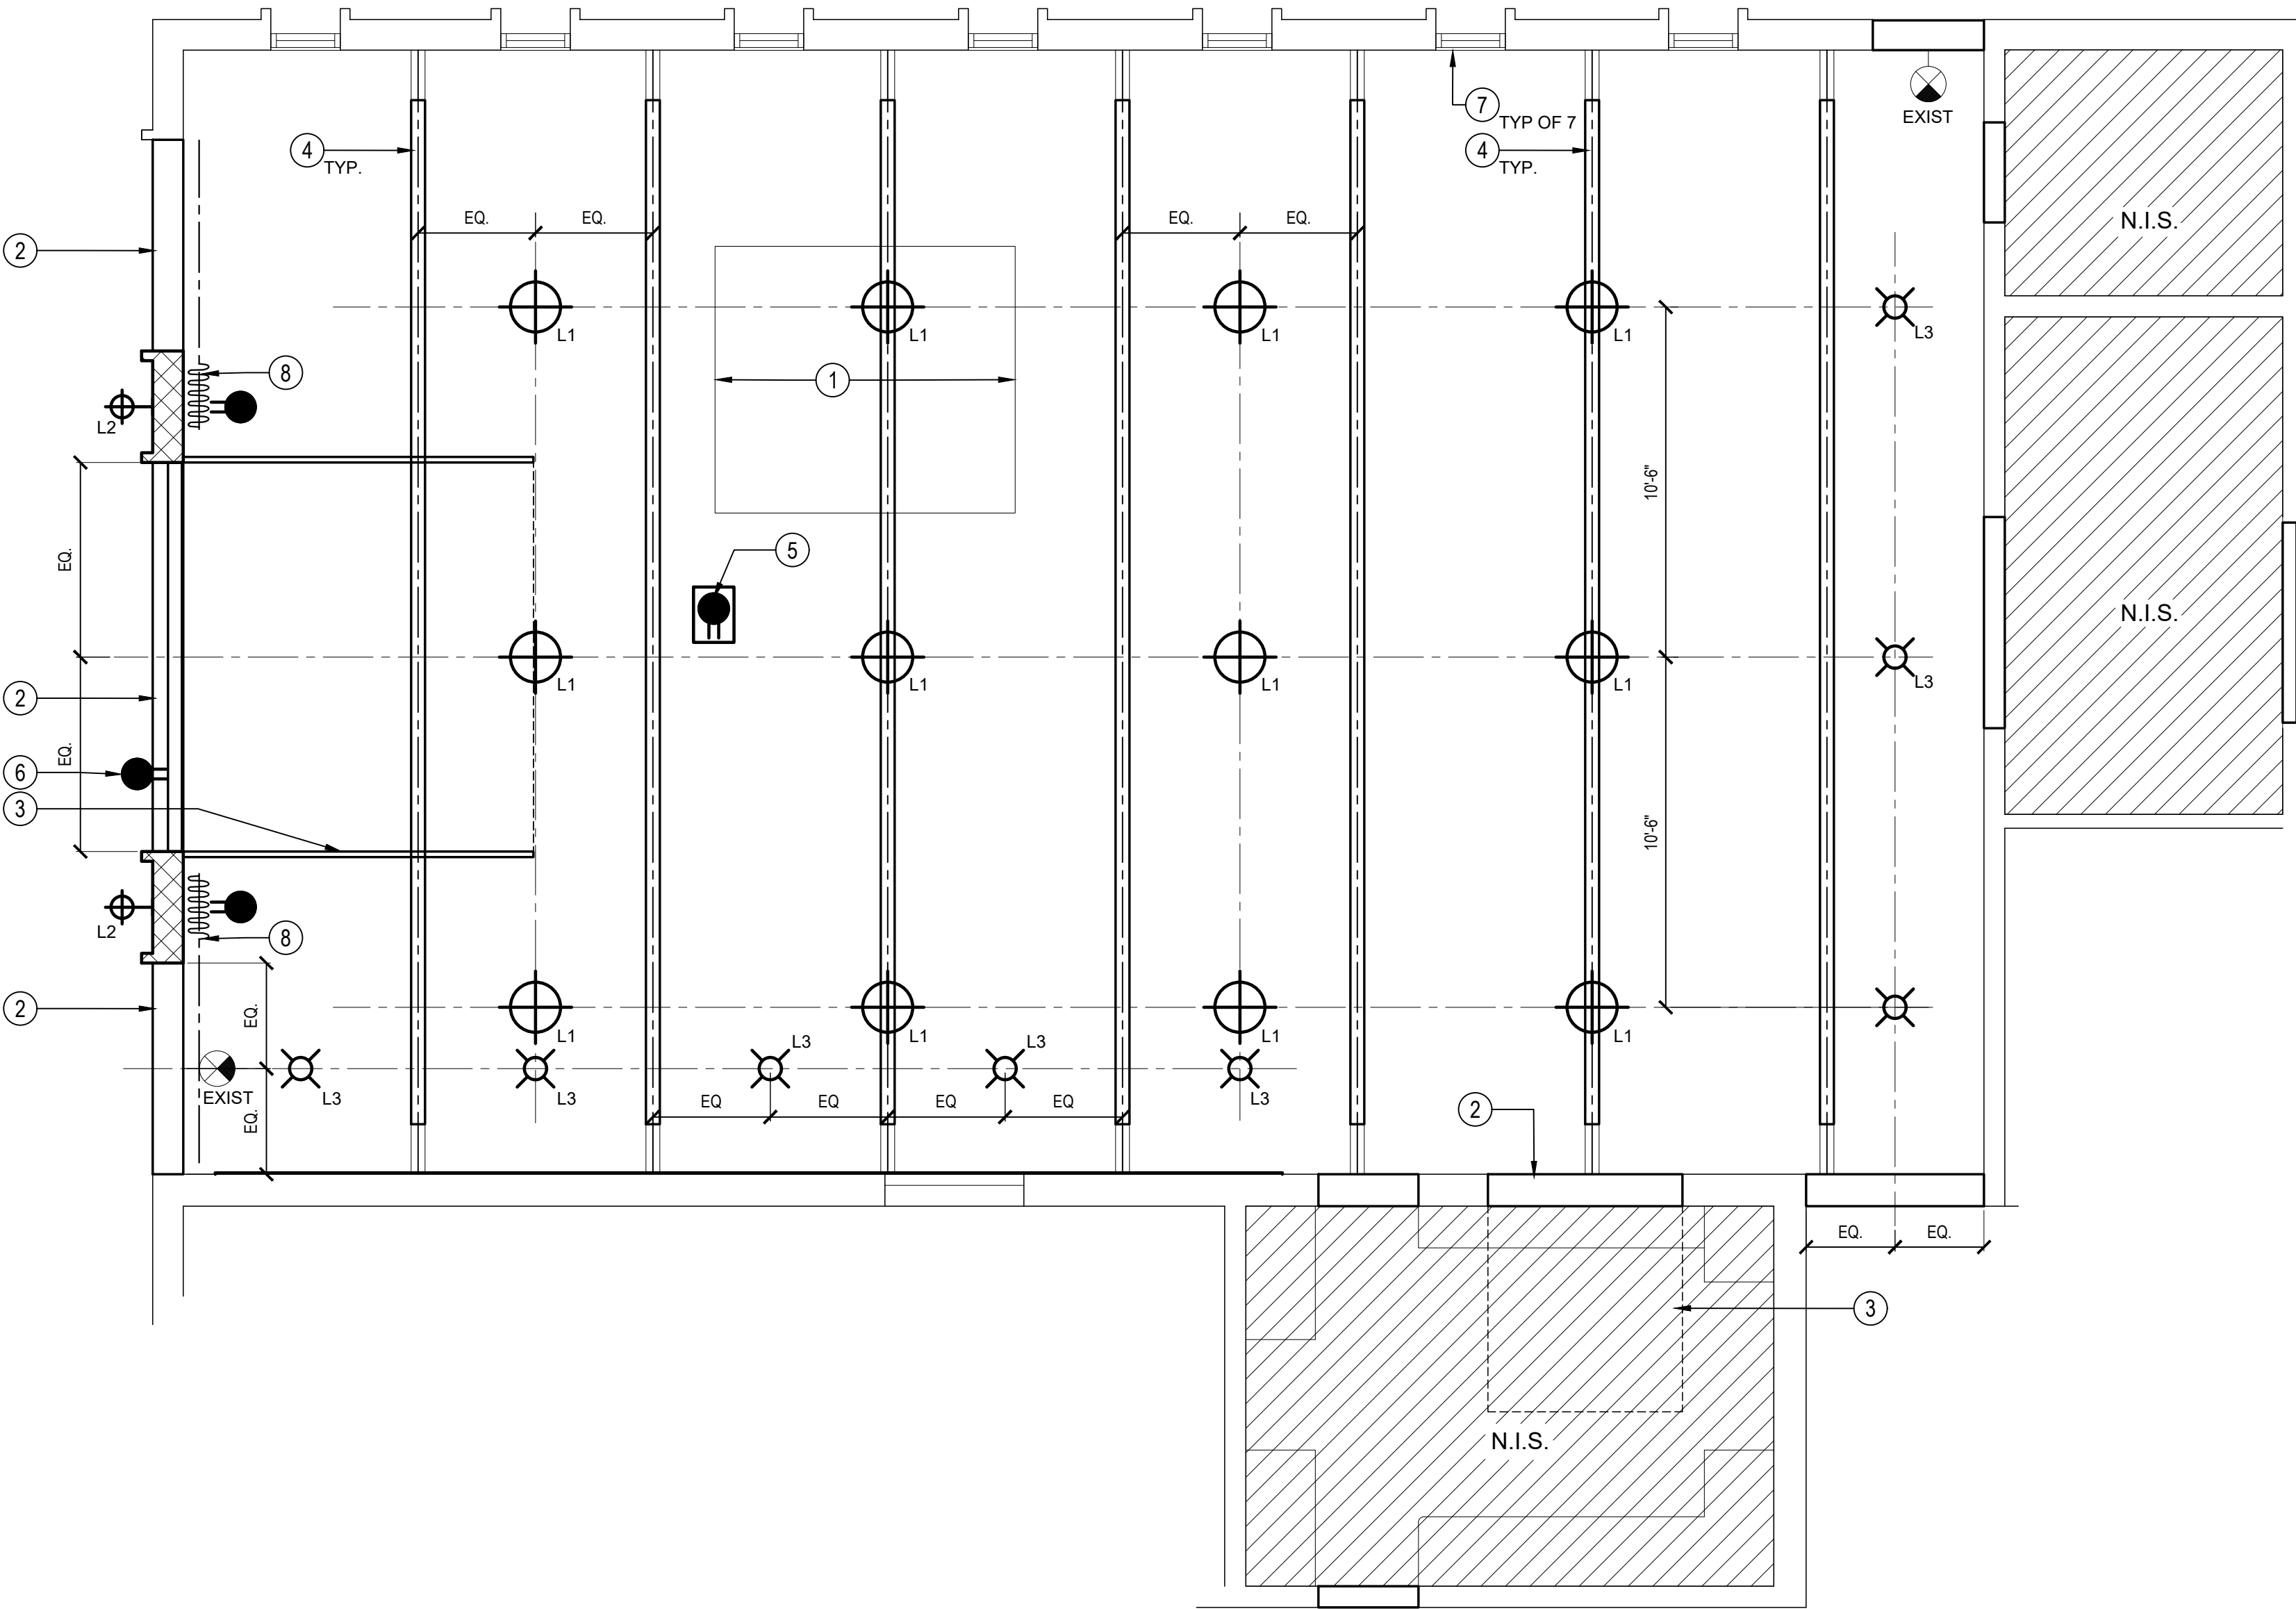 7
TYP OF 7
EXIST
4
TYP.
4
TYP.
EQ.
EQ.
EQ.
EQ.
N.I.S.
2
L1
L1
L1
L1
L3
8
1
L2
10'-6"
EQ.
5
N.I.S.
L1
L1
L1
L1
L3
2
EQ.
6
3
10'-6"
L2
8
2
EQ.
L1
L1
L1
L1
L3
L3
EXIST
L3
L3
L3
EQ.
EQ
EQ
EQ
EQ
2
EQ.
EQ.
3
N.I.S.